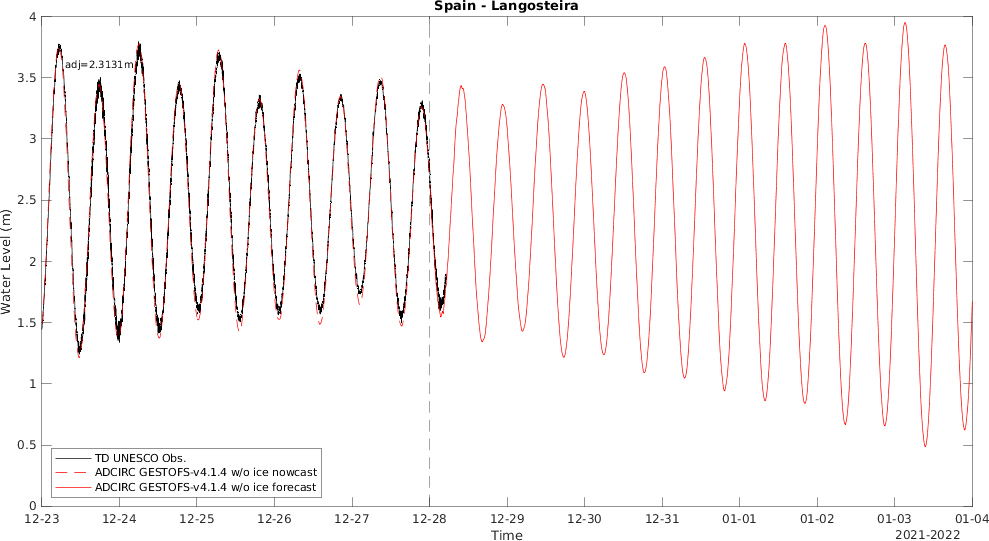 Spain - Langosteira
Water Level (m)
4
3.5
3
2.5
2
1.5
1
0.5
0
adj=2.3131m
TD UNESCO Obs.
ADCIRC GESTOFS-v4.1.4 w/o ice nowcast
ADCIRC GESTOFS-v4.1.4 w/o ice forecast
12-23 12-24 12-25 12-26 12-27 12-28 12-29 12-30 12-31 01-01 01-02 01-03 01-04
Time
2021-2022